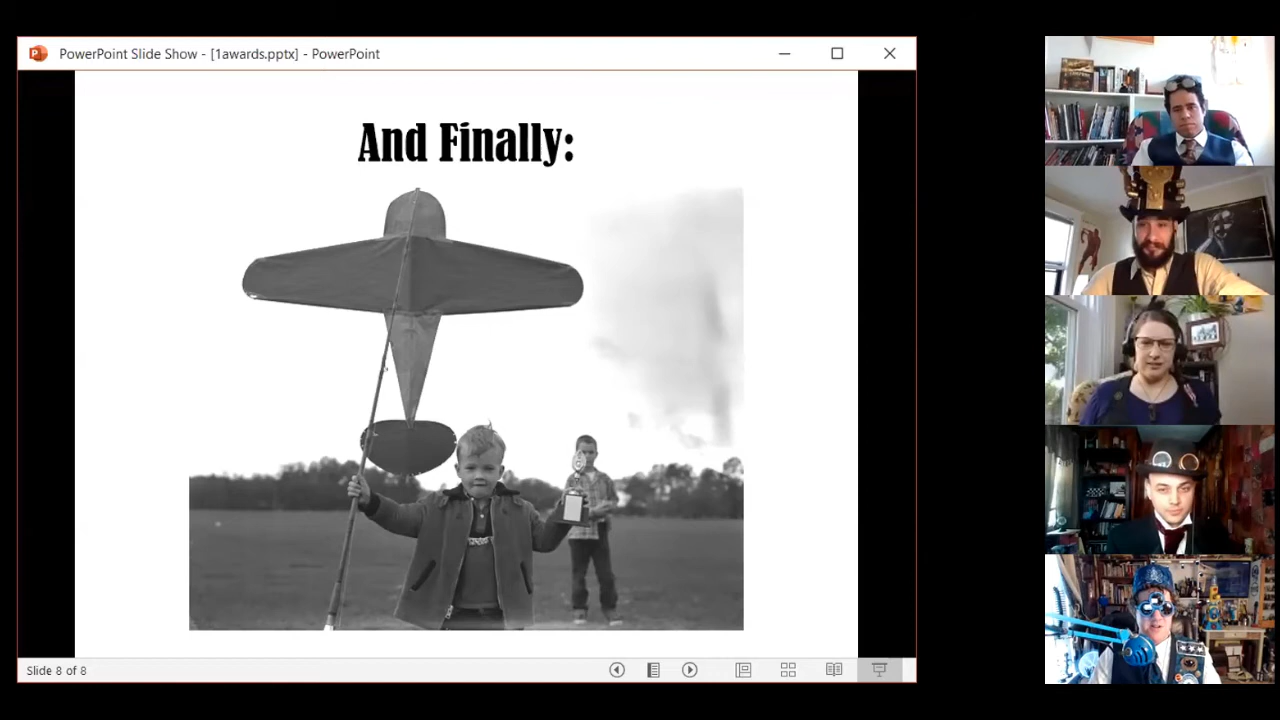 PowerPoint Slide Show - [1awards.pptx] - PowerPoint
And Finally:
Slide 8 of 8